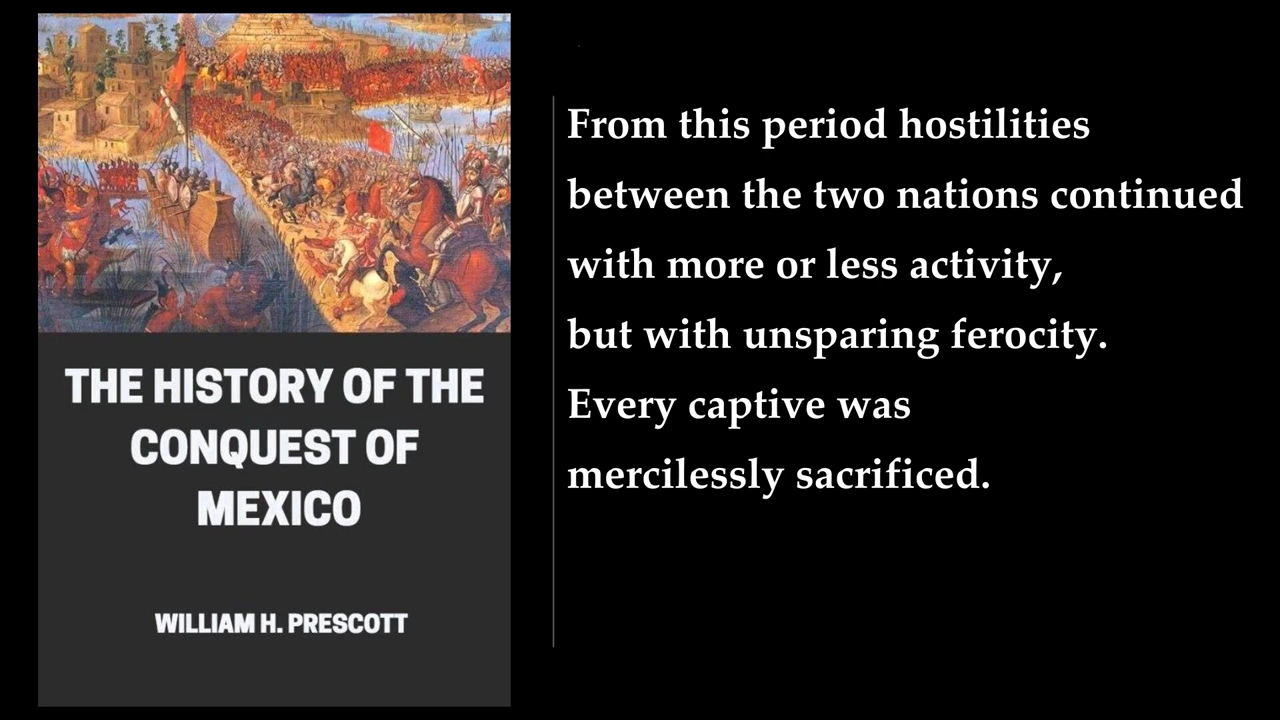 THE HISTORY OF THE
CONQUEST OF
MEXICO
WILLIAM H. PRESCOTT
From this period hostilities
between the two nations continued
with more or less activity,
but with unsparing ferocity.
Every captive was
mercilessly sacrificed.